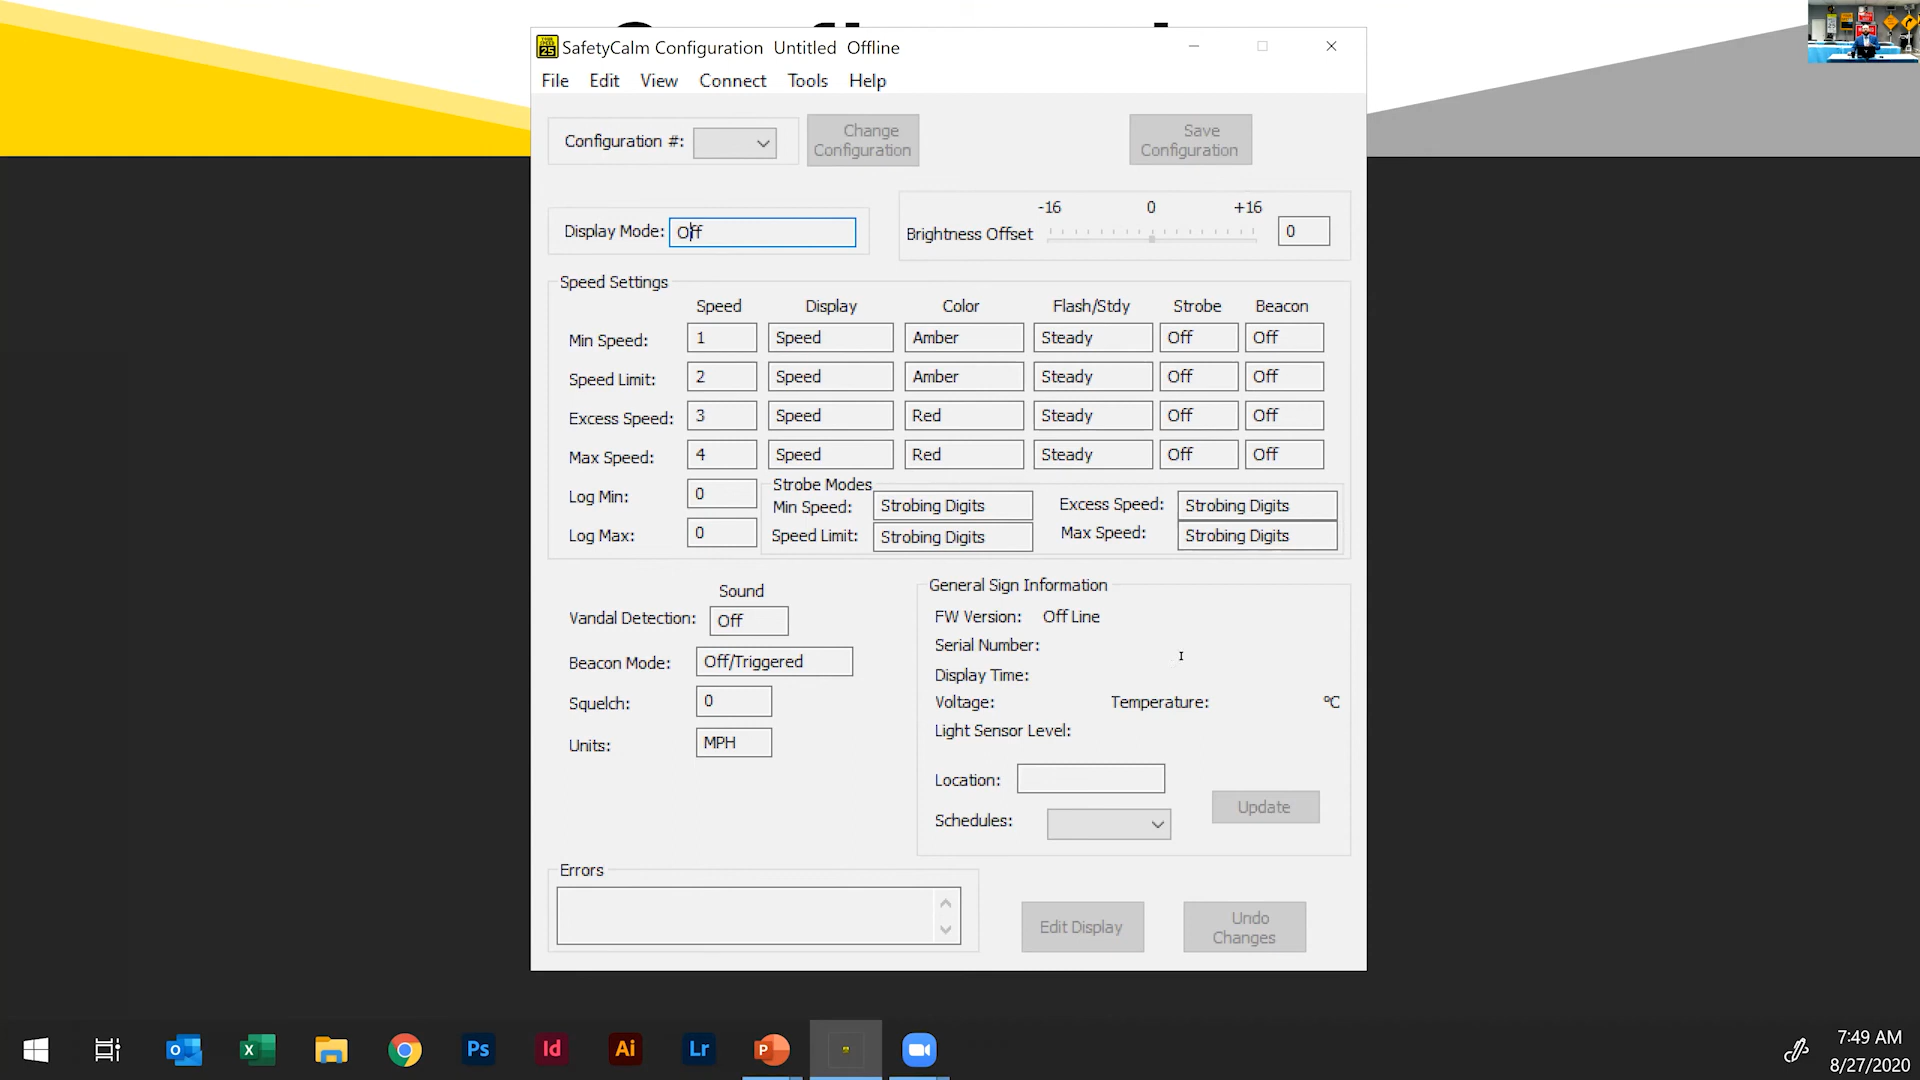 SafetyCalm Configuration Untitled Offline
File Edit View Connect Tools Help
Configuration #:
Change
Configuration
Save
Configuration
Display Mode: Off
-16 0 +16
Brightness Offset 0
Speed Settings
Speed Display Color Flash/Stdy Strobe Beacon
Min Speed: 1 Speed Amber Steady Off Off
Speed Limit: 2 Speed Amber Steady Off Off
Excess Speed: 3 Speed Red Steady Off Off
Max Speed: 4 Speed Red Steady Off Off
Log Min: 0
Log Max: 0
Strobe Modes
Min Speed: Strobing Digits Excess Speed: Strobing Digits
Speed Limit: Strobing Digits Max Speed: Strobing Digits
Sound
Vandal Detection: Off
Beacon Mode: Off/Triggered
Squelch: 0
Units: MPH
General Sign Information
FW Version: Off Line
Serial Number:
Display Time:
Voltage: Temperature: ºC
Light Sensor Level:
Location:
Schedules:
Update
Errors
Edit Display
Undo
Changes
Ps Id Ai Lr
7:49 AM
8/27/2020